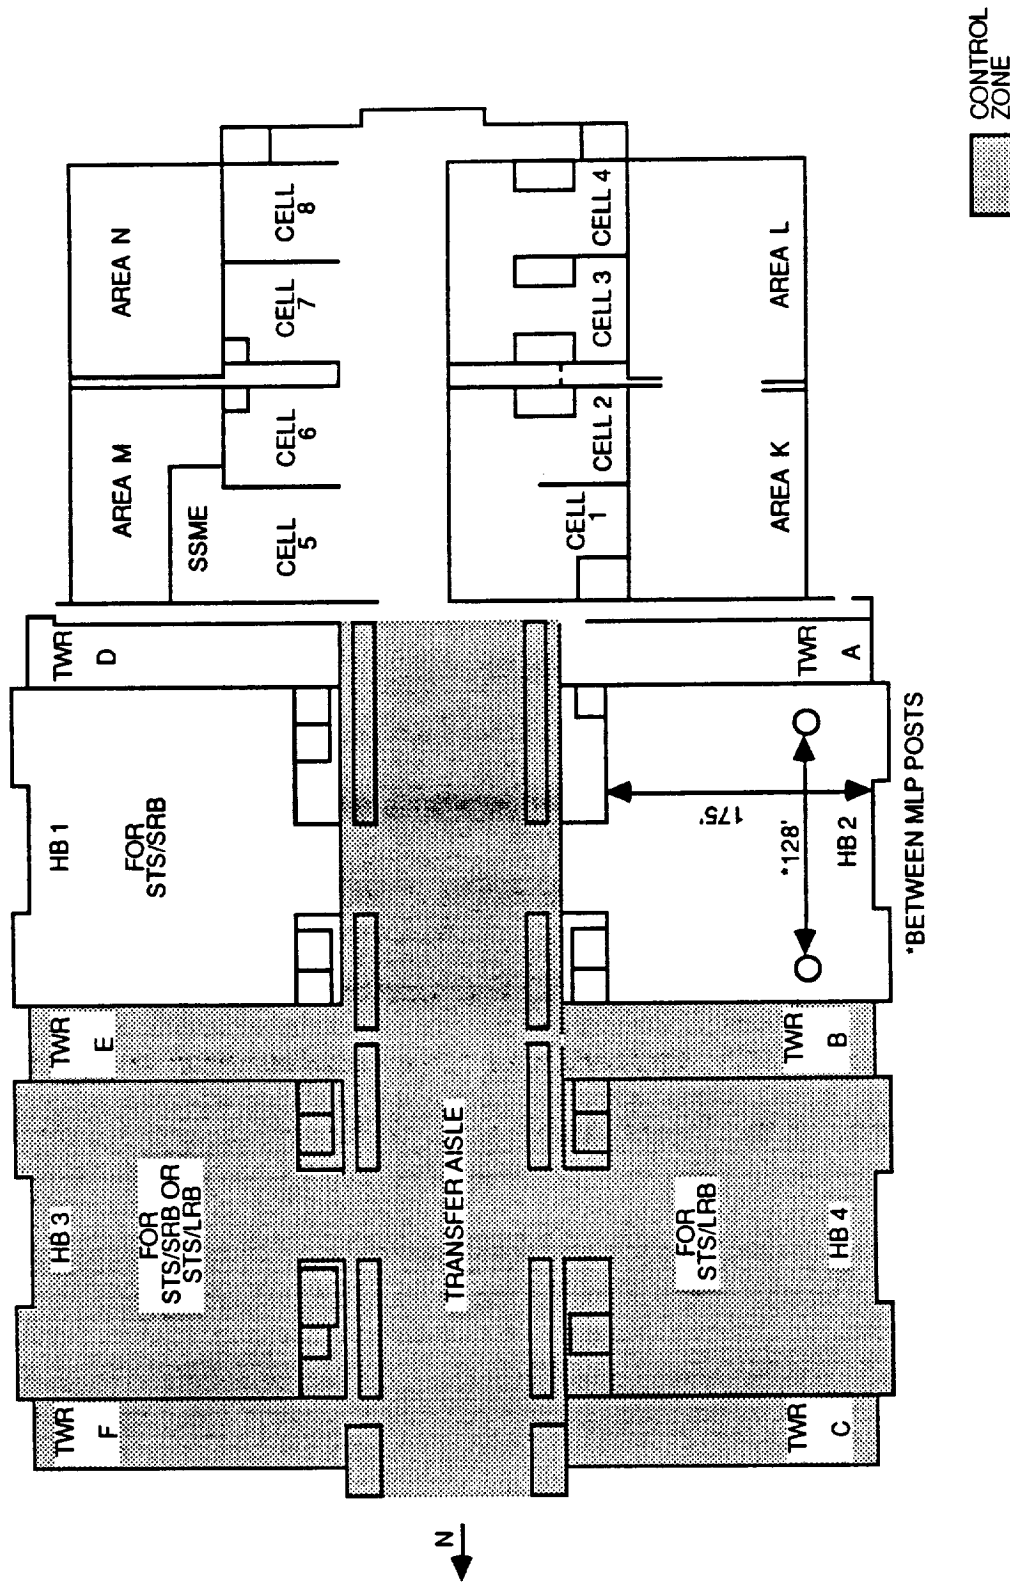 CONTROL
ZONE
AREA N
CELL
8
CELL
7
AREA M
CELL
6
SSME
CELL
5
CELL 4
CELL 3
AREA L
CELL 2
CELL
1
AREA K
TWR
D
TWR
A
HB 1
FOR
STS/SRB
175'
*128'
HB 2
*BETWEEN MLP POSTS
TWR
E
TWR
B
HB 3
FOR
STS/SRB OR
STS/LRB
TRANSFER AISLE
FOR
STS/LRB
HB 4
TWR
F
TWR
C
N